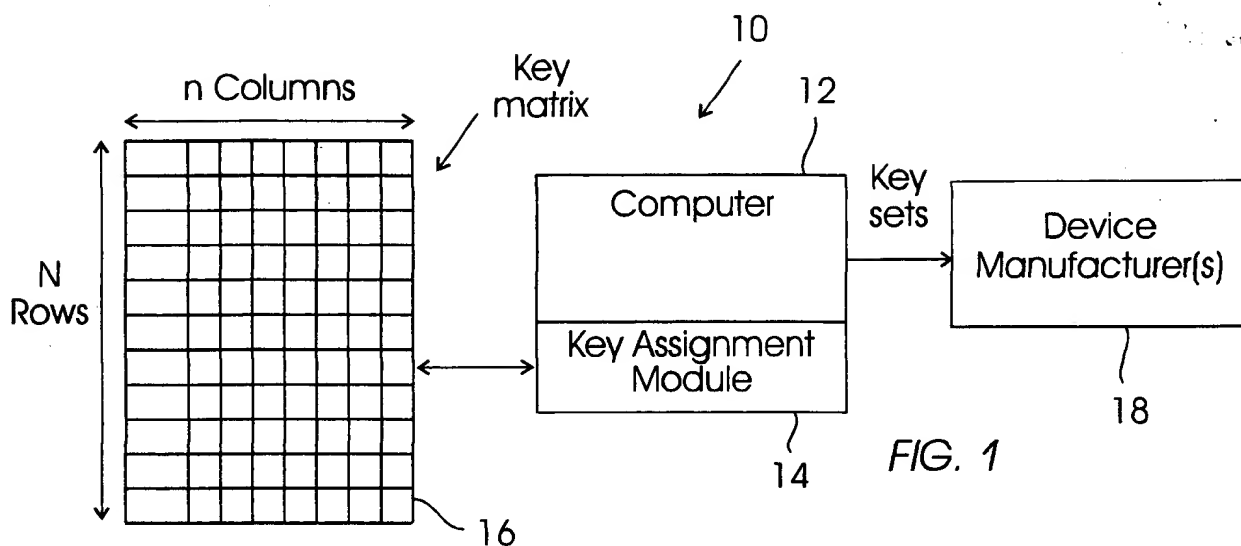 10
n Columns
Key
matrix
12
Computer
Key
sets
Device
Manufacturer(s)
N
Rows
Key Assignment
Module
18
14
FIG. 1
16